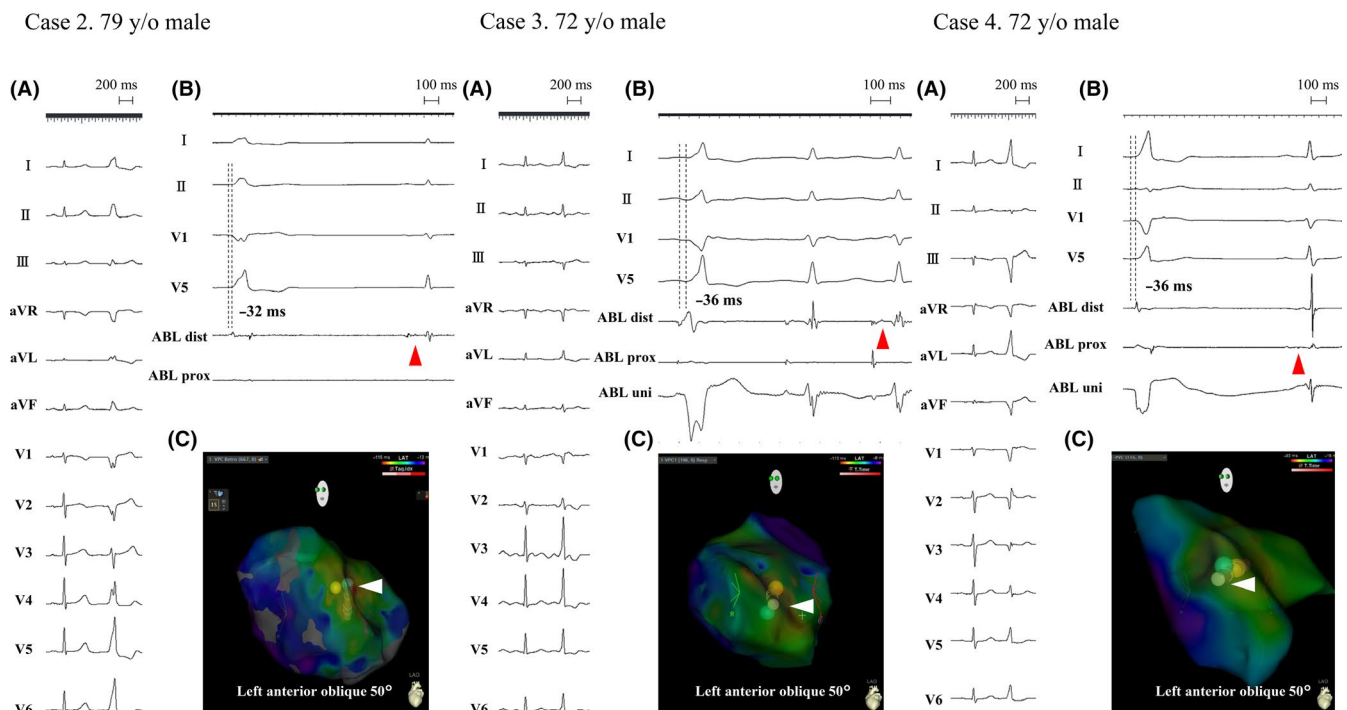 Case 2. 79 y/o male
Case 3. 72 y/o male
Case 4. 72 y/o male
(A)
200 ms
I
II
III
aVR
aVL
aVF
V1
V2
V3
V4
V5
V6
(B)
100 ms
I
II
V1
V5
−32 ms
ABL dist
ABL prox
(C)
LAT
Left anterior oblique 50°
LAO
(A)
200 ms
I
II
III
aVR
aVL
aVF
V1
V2
V3
V4
V5
V6
(B)
100 ms
I
II
V1
V5
−36 ms
ABL dist
ABL prox
ABL uni
(C)
LAT
Left anterior oblique 50°
LAO
(A)
200 ms
I
II
III
aVR
aVL
aVF
V1
V2
V3
V4
V5
V6
(B)
100 ms
I
II
V1
V5
−36 ms
ABL dist
ABL prox
ABL uni
(C)
LAT
Left anterior oblique 50°
LAO